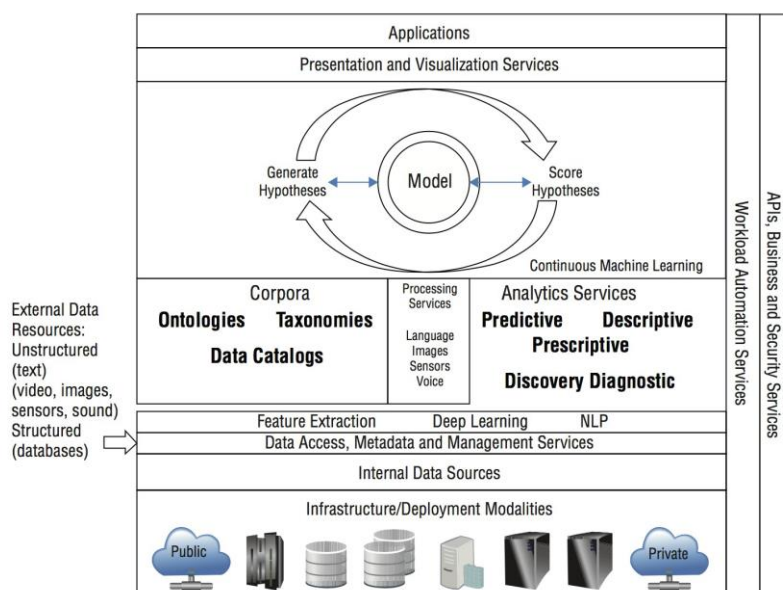 Applications
Presentation and Visualization Services
Generate
Hypotheses
Model
Score
Hypotheses
Continuous Machine Learning
External Data
Resources:
Unstructured
(text)
(video, images,
sensors, sound)
Structured
(databases)
Corpora
Ontologies Taxonomies
Data Catalogs
Processing
Services
Language
Images
Sensors
Voice
Analytics Services
Predictive Descriptive
Prescriptive
Discovery Diagnostic
Feature Extraction Deep Learning NLP
Data Access, Metadata and Management Services
Internal Data Sources
Infrastructure/Deployment Modalities
Public
Private
Workload Automation Services
APIs, Business and Security Services